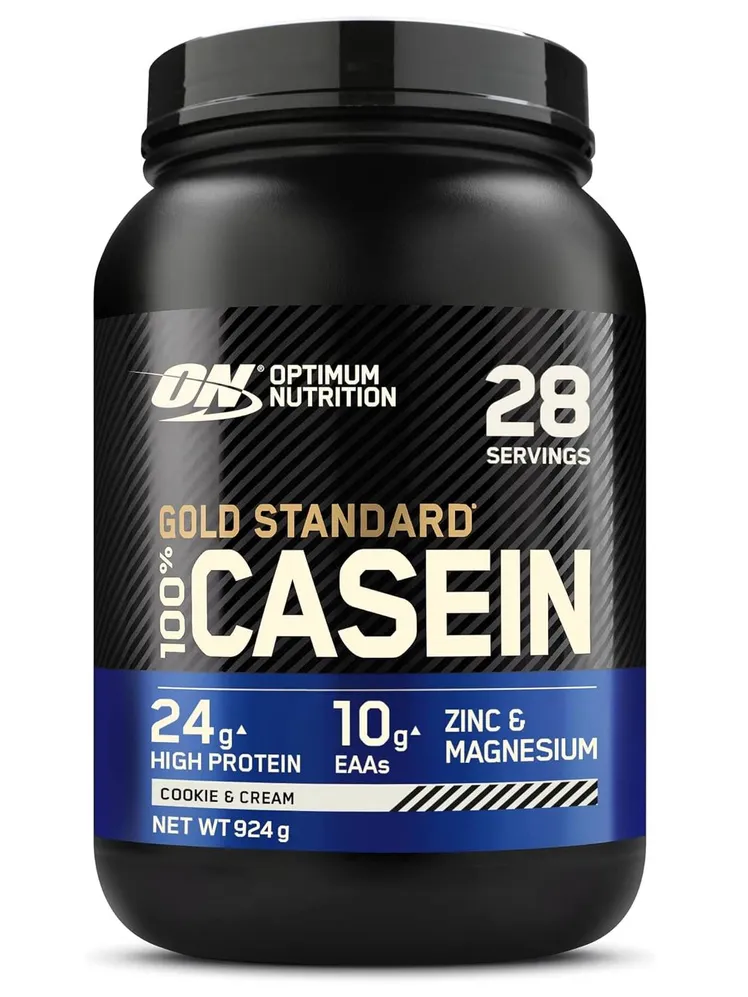 ON® OPTIMUM
NUTRITION
28
SERVINGS
GOLD STANDARD®
100% CASEIN
24g▲
HIGH PROTEIN
10g▲
EAAs
ZINC &
MAGNESIUM
COOKIE & CREAM
NET WT 924 g